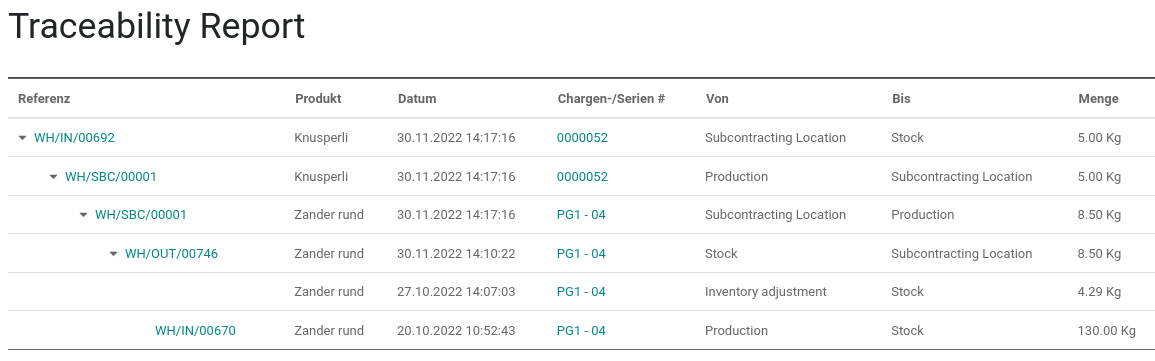 Traceability Report
Referenz Produkt Datum Chargen-/Serien # Von Bis Menge
WH/IN/00692 Knusperli 30.11.2022 14:17:16 0000052 Subcontracting Location Stock 5.00 Kg
WH/SBC/00001 Knusperli 30.11.2022 14:17:16 0000052 Production Subcontracting Location 5.00 Kg
WH/SBC/00001 Zander rund 30.11.2022 14:17:16 PG1 - 04 Subcontracting Location Production 8.50 Kg
WH/OUT/00746 Zander rund 30.11.2022 14:10:22 PG1 - 04 Stock Subcontracting Location 8.50 Kg
Zander rund 27.10.2022 14:07:03 PG1 - 04 Inventory adjustment Stock 4.29 Kg
WH/IN/00670 Zander rund 20.10.2022 10:52:43 PG1 - 04 Production Stock 130.00 Kg